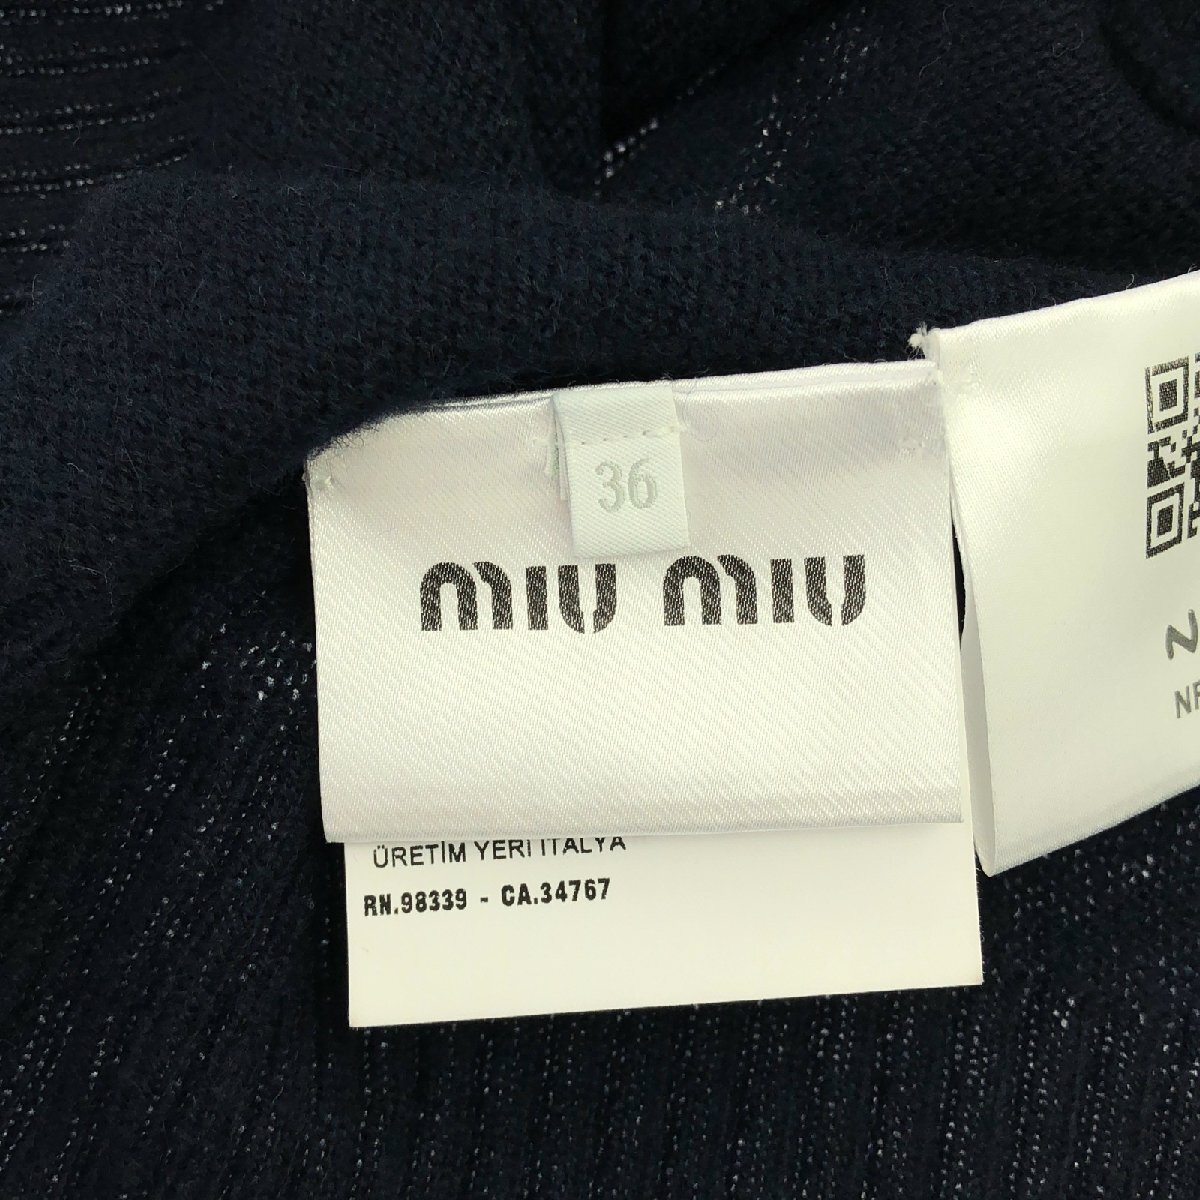 36
miu miu
ÜRETİM YERİ İTALYA
RN.98339 - CA.34767